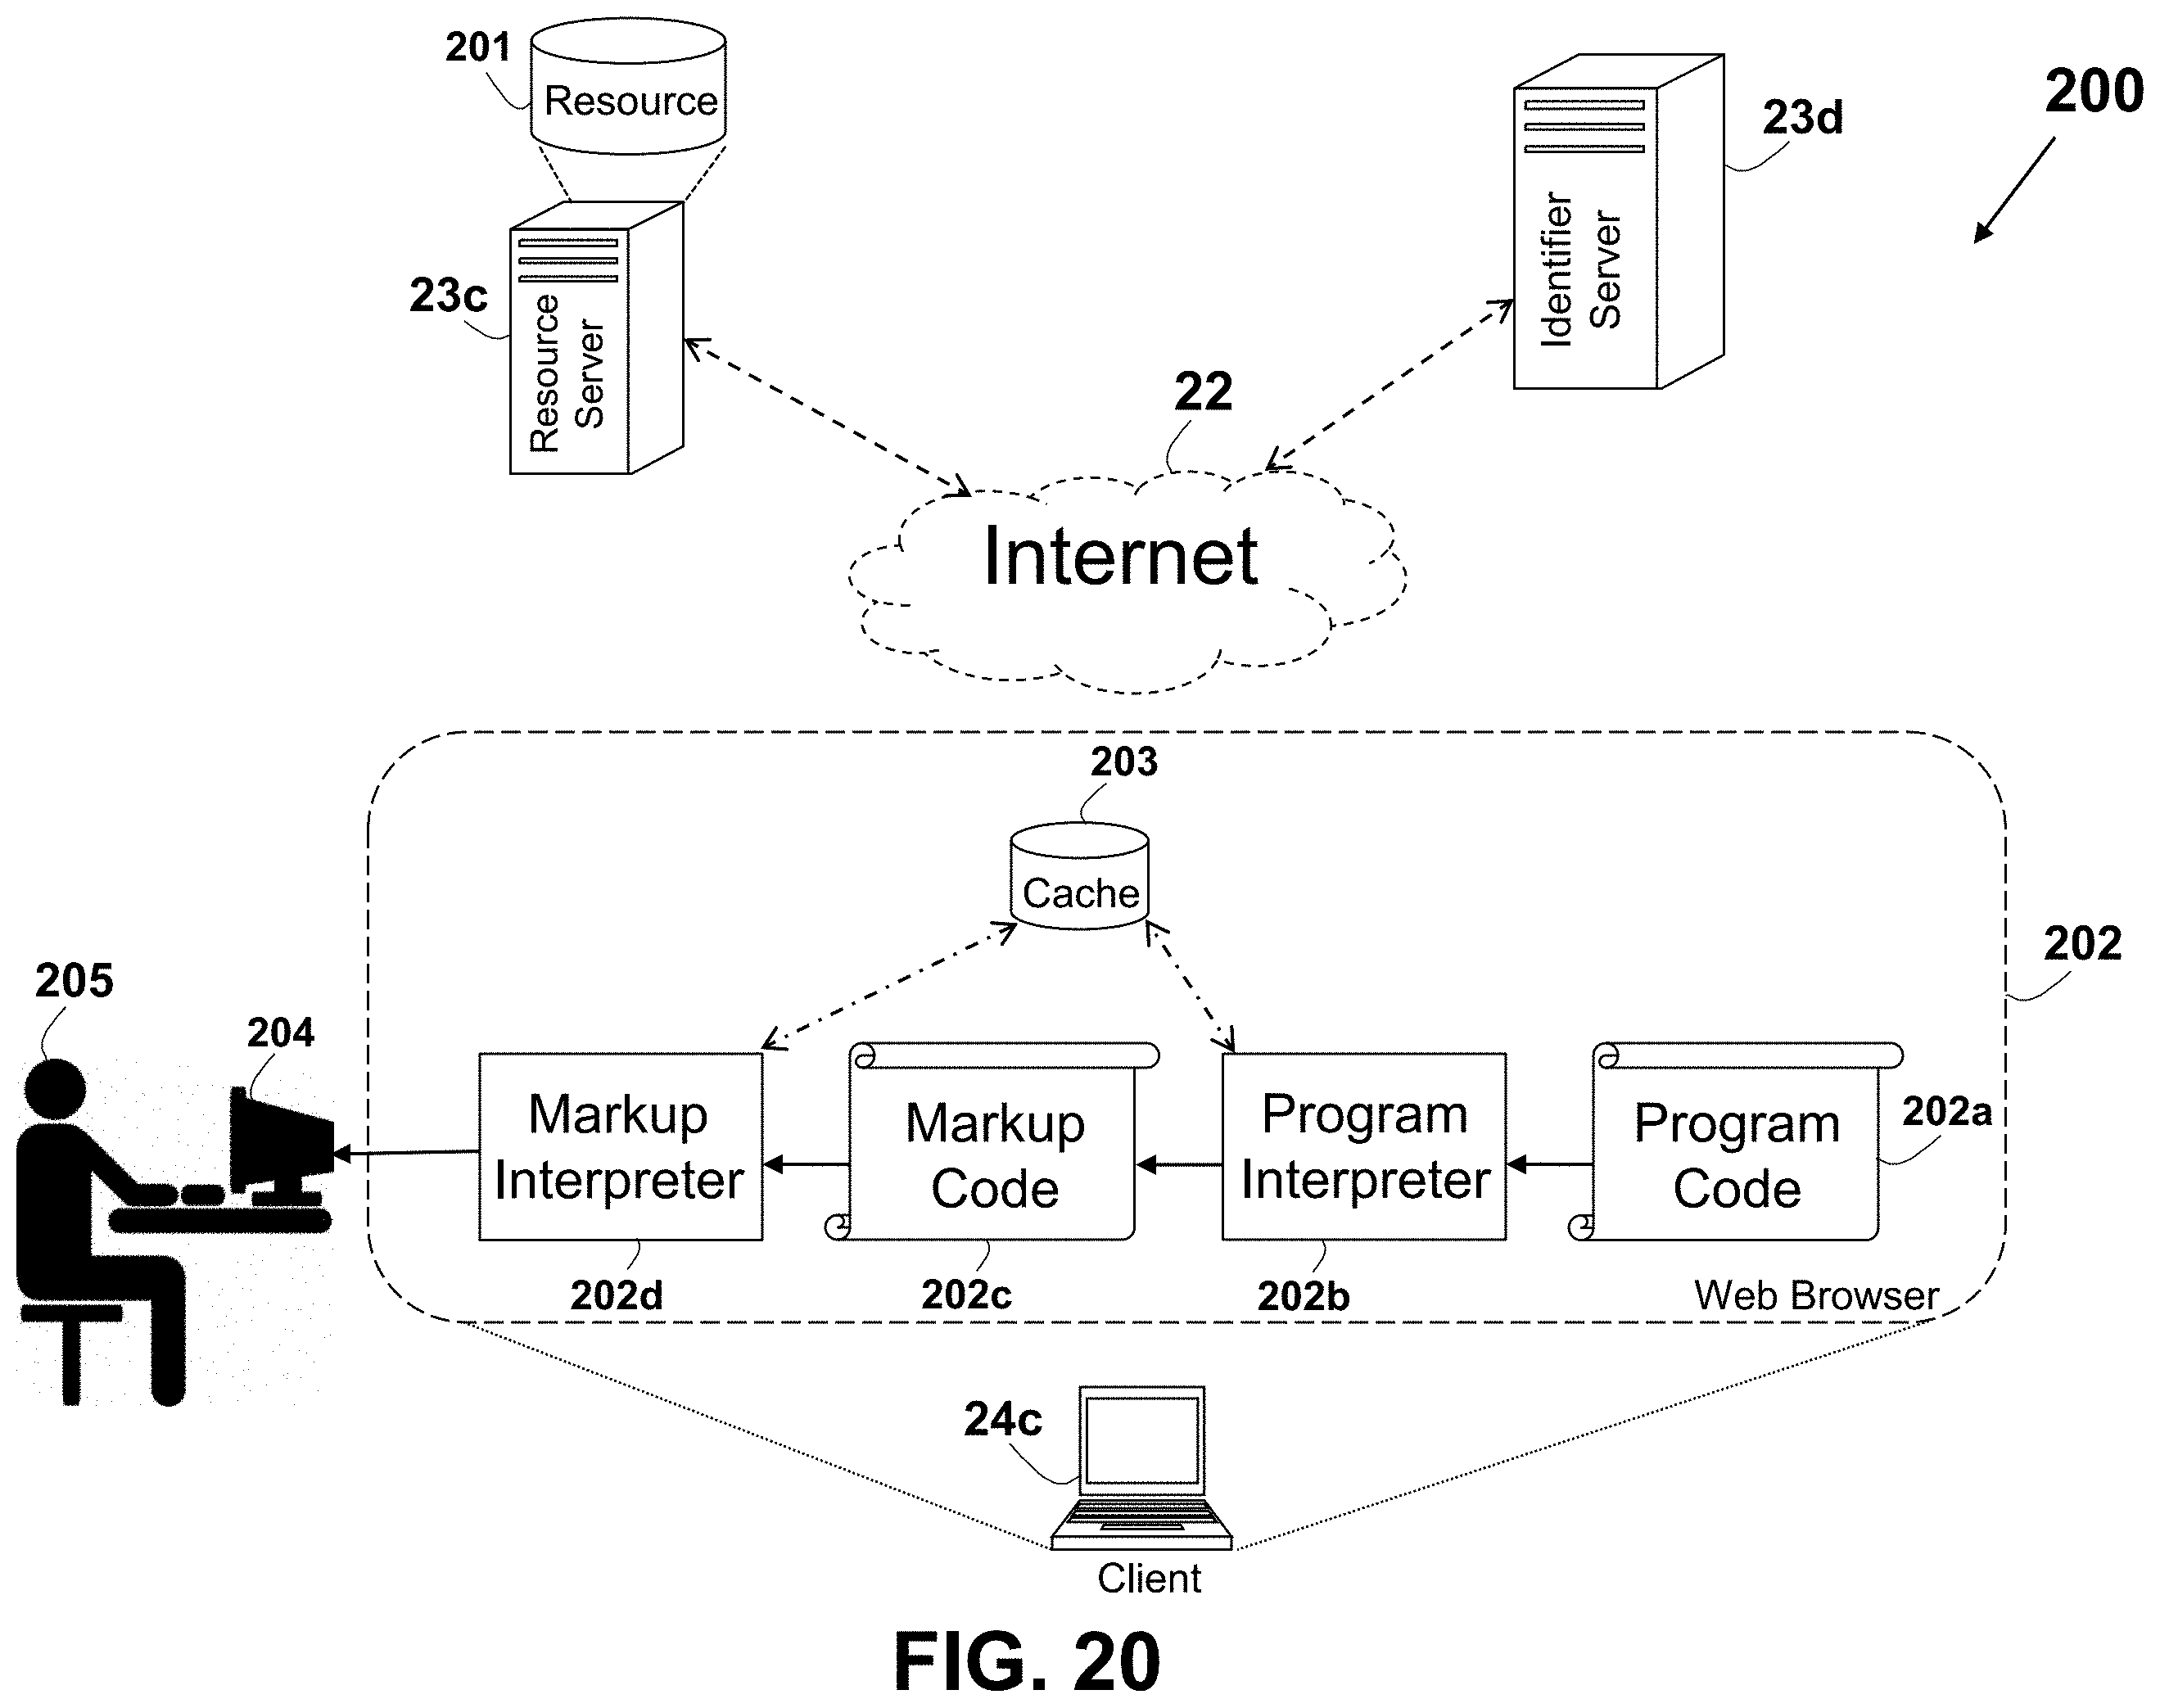 201
Resource
200
23d
Identifier
Server
23c
Resource
Server
22
Internet
203
Cache
202
205
204
Markup
Interpreter
Markup
Code
Program
Interpreter
Program
Code
202a
202d
202c
202b
Web Browser
24c
Client
FIG. 20